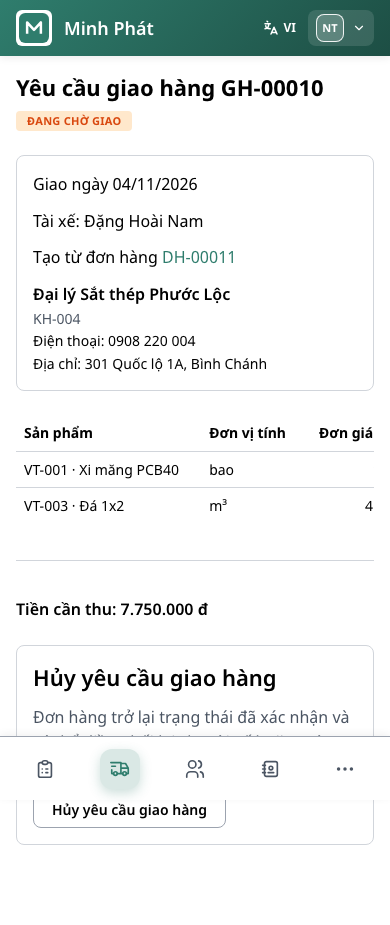 Minh Phát
VI
NT
Yêu cầu giao hàng GH-00010
ĐANG CHỜ GIAO
Giao ngày 04/11/2026
Tài xế: Đặng Hoài Nam
Tạo từ đơn hàng DH-00011
Đại lý Sắt thép Phước Lộc
KH-004
Điện thoại: 0908 220 004
Địa chỉ: 301 Quốc lộ 1A, Bình Chánh
Sản phẩm Đơn vị tính Đơn giá
VT-001 · Xi măng PCB40 bao
VT-003 · Đá 1x2 m³ 4
Tiền cần thu: 7.750.000 đ
Hủy yêu cầu giao hàng
Đơn hàng trở lại trạng thái đã xác nhận và
Hủy yêu cầu giao hàng